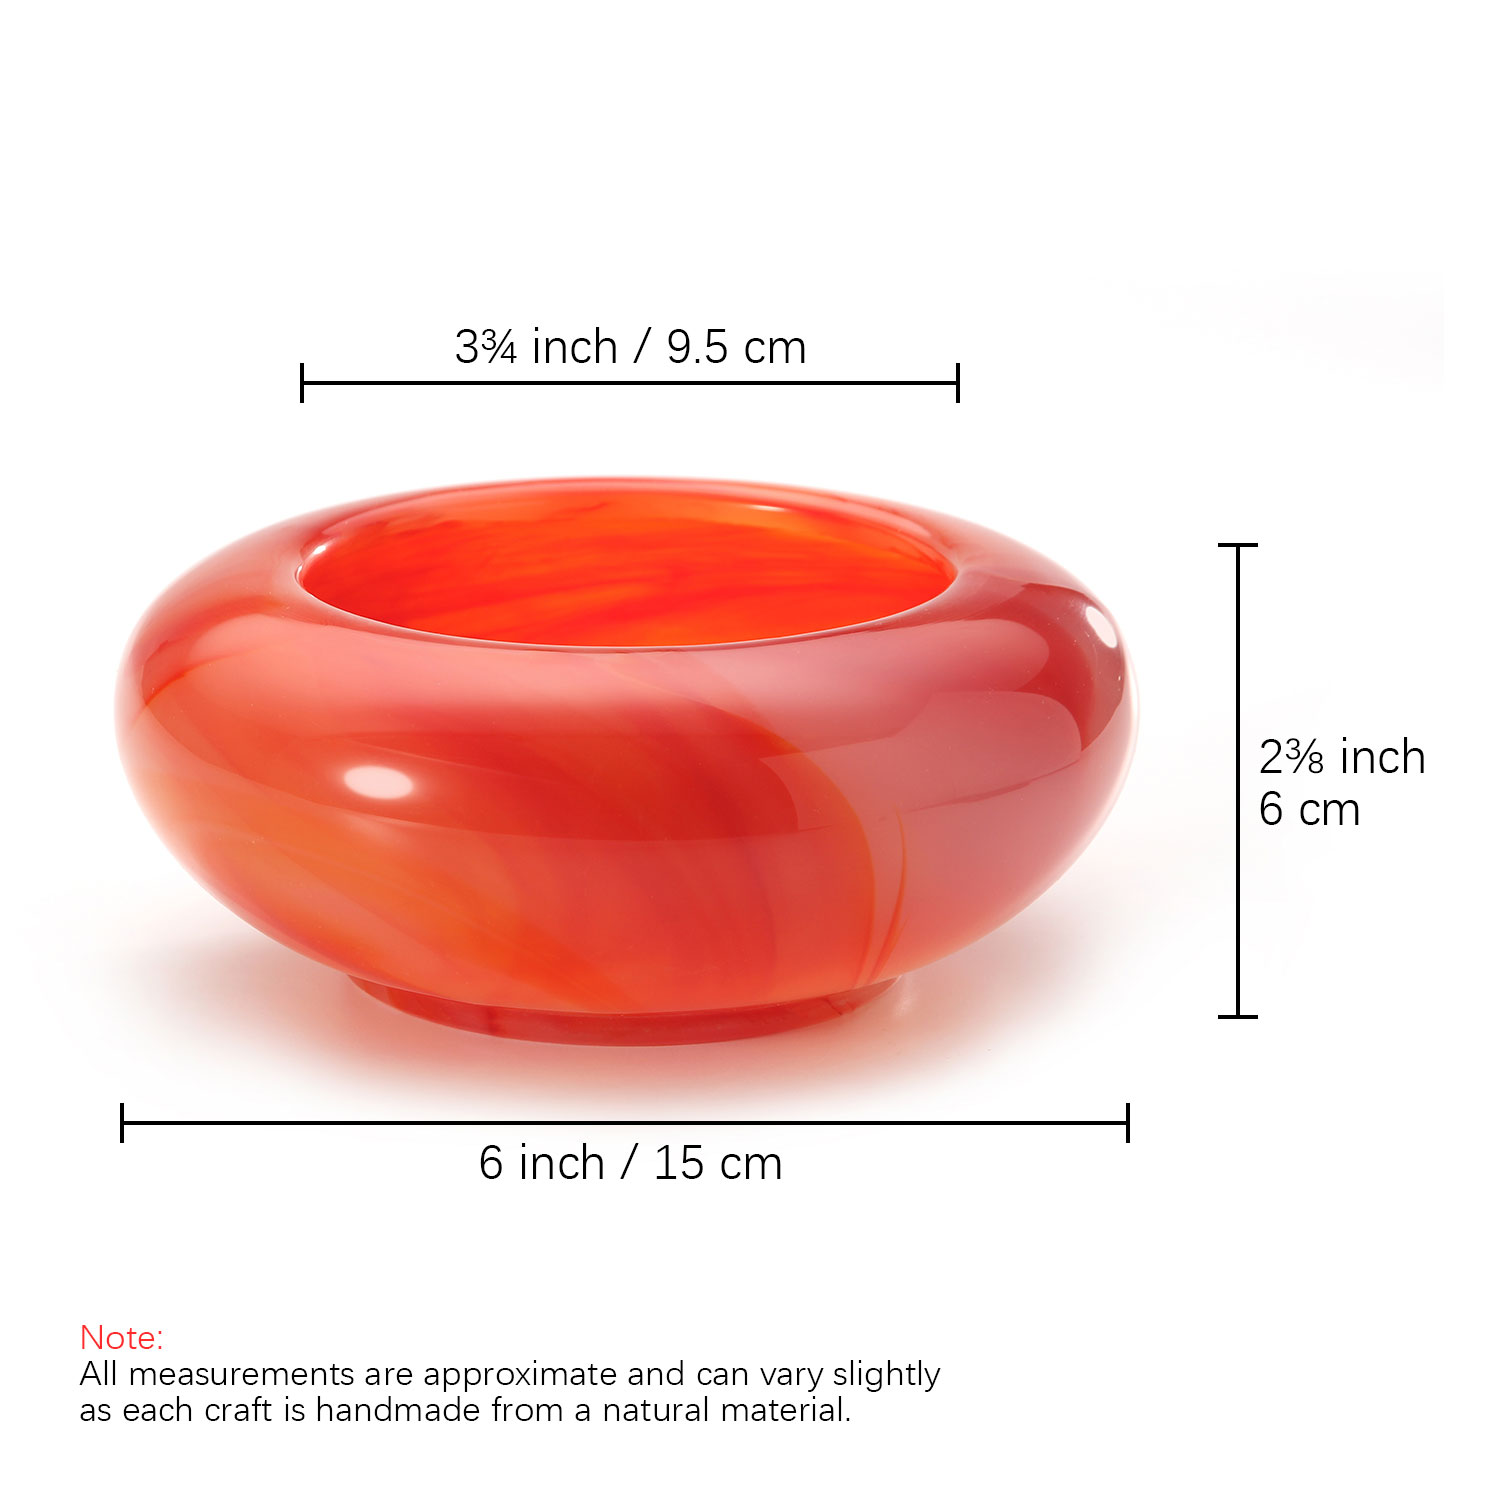 3¾ inch / 9.5 cm
2⅜ inch
6 cm
6 inch / 15 cm
Note:
All measurements are approximate and can vary slightly
as each craft is handmade from a natural material.